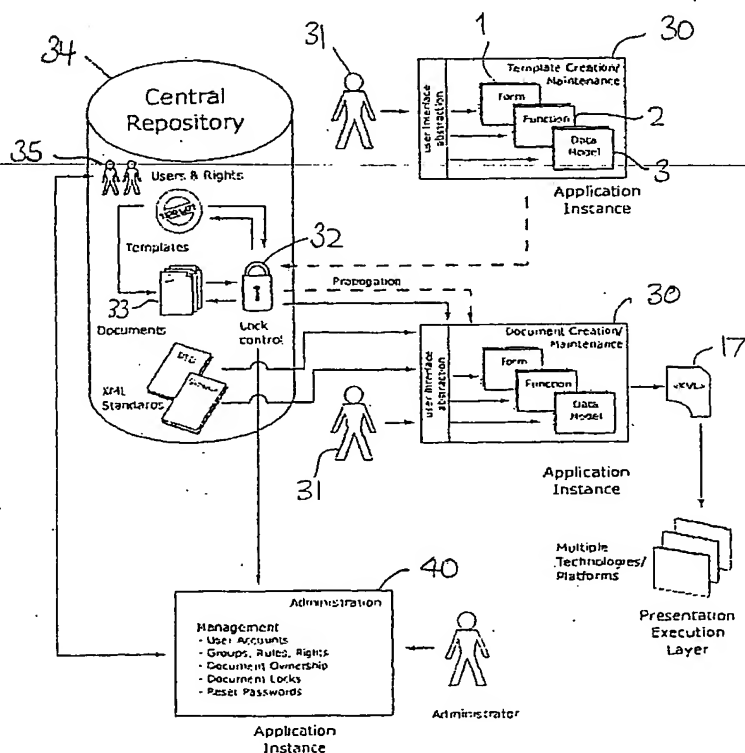 34
31
1
30
Central
Repository
Template Creation/
Maintenance
user interface
abstraction
Form
Function
2
Data
Model
3
Application
Instance
35
Users & Rights
Templates
32
33
Documents
Lock
control
Propogation
XML
Standards
DTD
30
Document Creation/
Maintenance
user interface
abstraction
Form
Function
Data
Model
17
31
Application
Instance
Multiple
Technologies/
Platforms
Presentation
Execution
Layer
40
Administration
Management
- User Accounts
- Groups, Rules, Rights
- Document Ownership
- Document Locks
- Reset Passwords
Administrator
Application
Instance